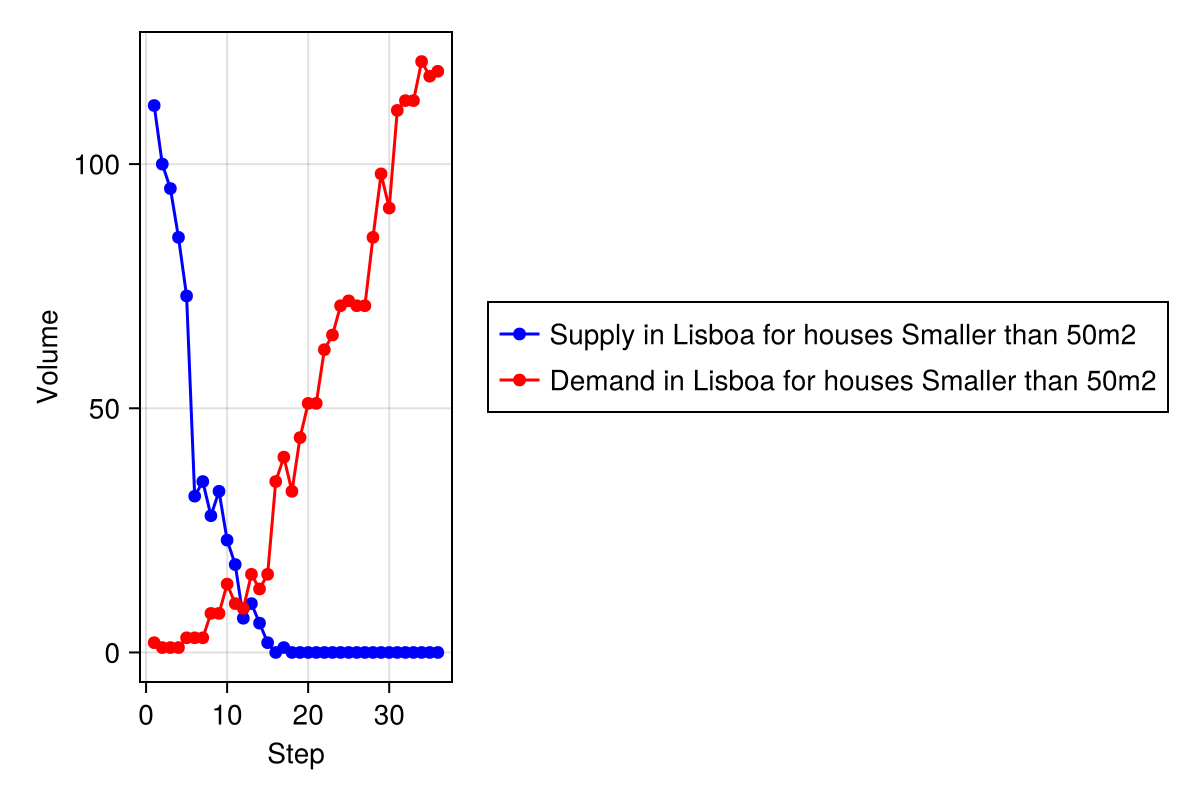 Volume
100
50
0
0 10 20 30
Step
Supply in Lisboa for houses Smaller than 50m2
Demand in Lisboa for houses Smaller than 50m2